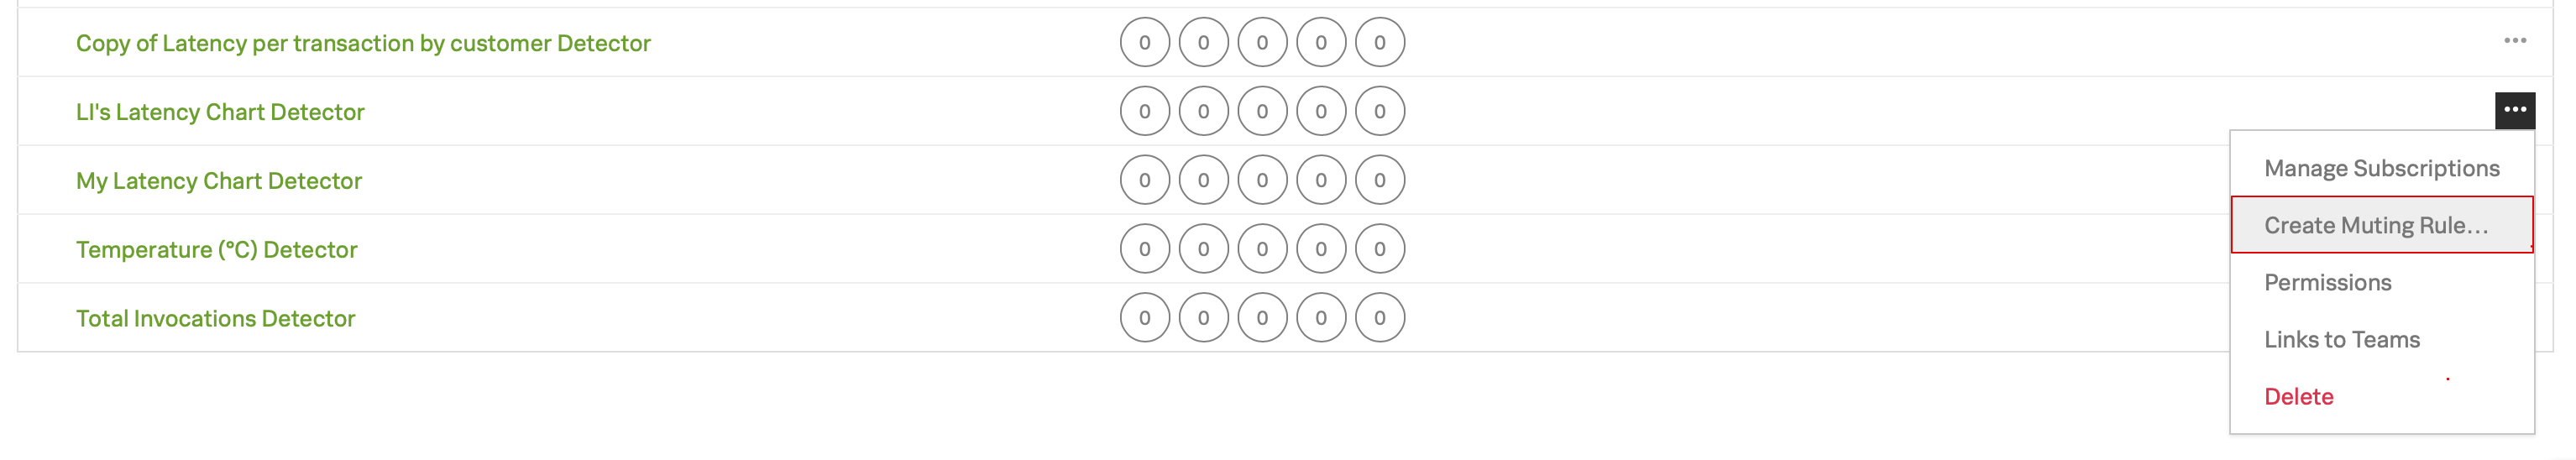 Copy of Latency per transaction by customer Detector 0 0 0 0 0 •••
LI's Latency Chart Detector 0 0 0 0 0 •••
Manage Subscriptions
My Latency Chart Detector 0 0 0 0 0
Create Muting Rule...
Temperature (°C) Detector 0 0 0 0 0
Permissions
Total Invocations Detector 0 0 0 0 0
Links to Teams
Delete